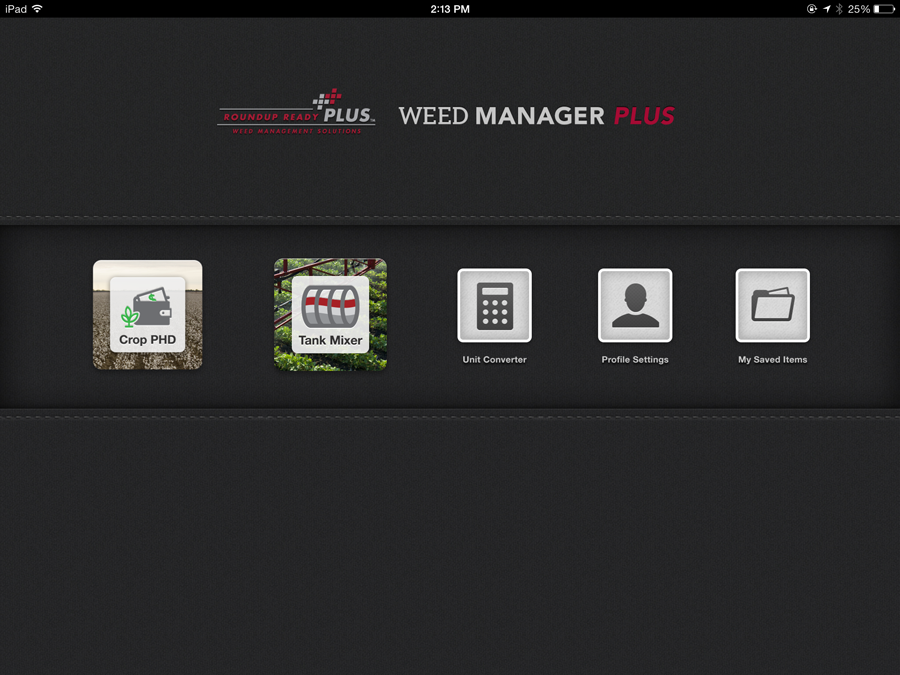 iPad 2:13 PM 25%
ROUNDUP READY PLUS™
WEED MANAGEMENT SOLUTIONS
WEED MANAGER PLUS
Crop PHD
Tank Mixer
Unit Converter
Profile Settings
My Saved Items